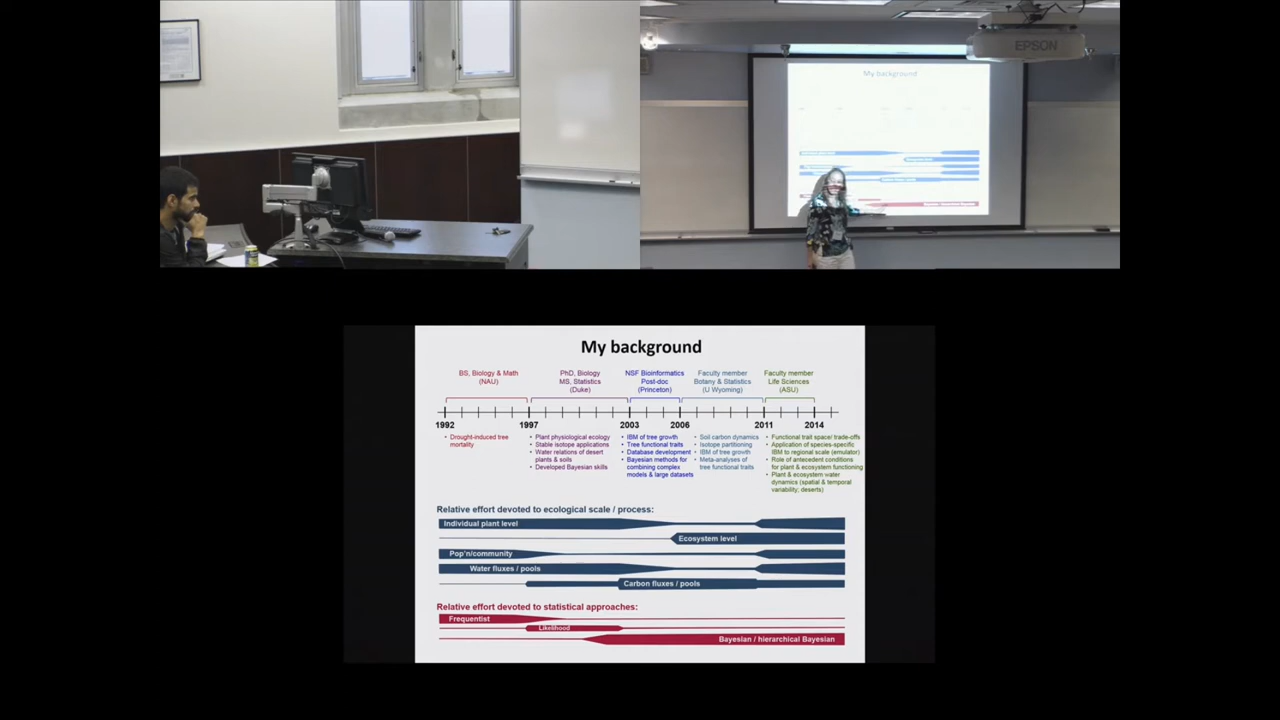 EPSON
My background
My background
BS, Biology & Math
(NAU)
PhD, Biology
MS, Statistics
(Duke)
NSF Bioinformatics
Post-doc
(Princeton)
Faculty member
Botany & Statistics
(U Wyoming)
Faculty member
Life Sciences
(ASU)
1992 1997 2003 2006 2011 2014
• Drought-induced tree
mortality
• Plant physiological ecology
• Stable isotope applications
• Water relations of desert
plants & soils
• Developed Bayesian skills
• IBM of tree growth
• Tree functional traits
• Database development
• Bayesian methods for
combining complex
models & large datasets
• Soil carbon dynamics
• Isotope partitioning
• IBM of tree growth
• Meta-analyses of
tree functional traits
• Functional trait space/ trade-offs
• Application of species-specific
IBM to regional scale (emulator)
• Role of antecedent conditions
for plant & ecosystem functioning
• Plant & ecosystem water
dynamics (spatial & temporal
variability; deserts)
Relative effort devoted to ecological scale / process:
Individual plant level
Ecosystem level
Pop'n/community
Water fluxes / pools
Carbon fluxes / pools
Relative effort devoted to statistical approaches:
Frequentist
Likelihood
Bayesian / hierarchical Bayesian